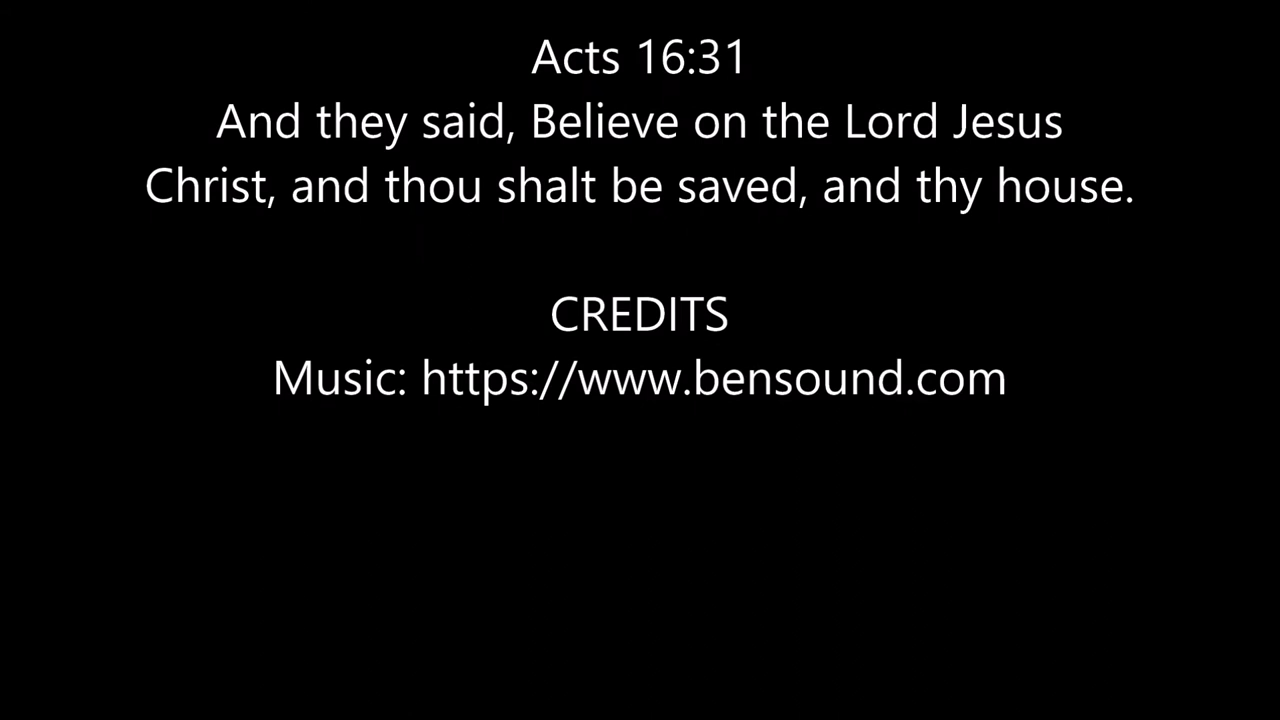 Acts 16:31
And they said, Believe on the Lord Jesus
Christ, and thou shalt be saved, and thy house.
CREDITS
Music: https://www.bensound.com